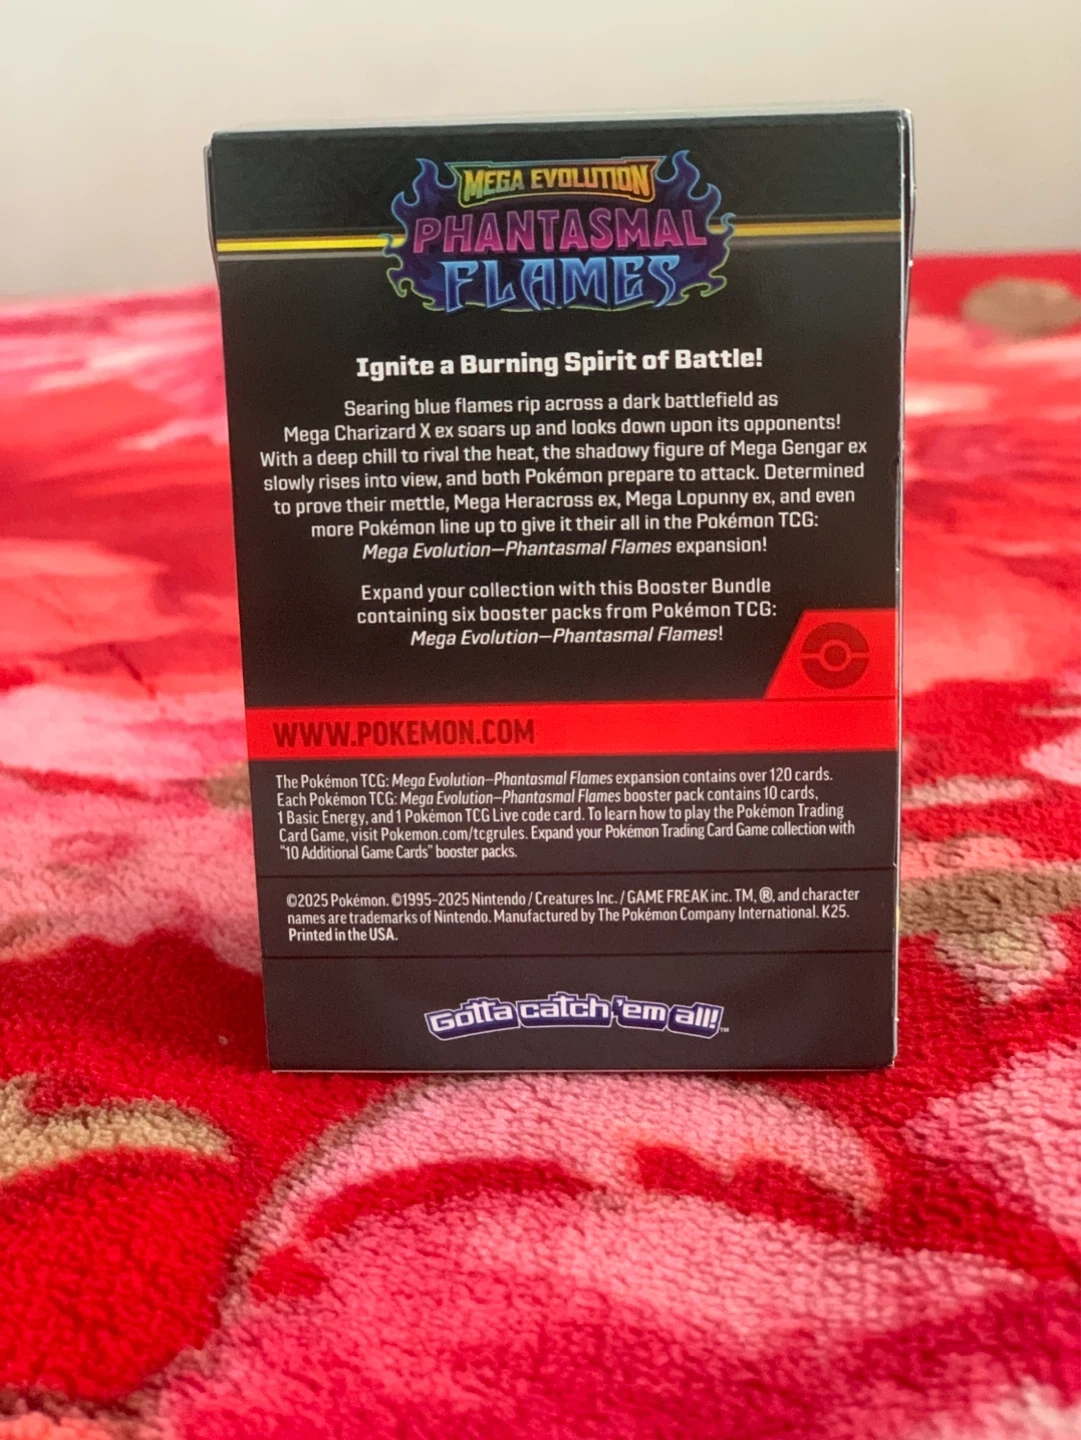 MEGA EVOLUTION
PHANTASMAL
FLAMES
Ignite a Burning Spirit of Battle!
Searing blue flames rip across a dark battlefield as
Mega Charizard X ex soars up and looks down upon its opponents!
With a deep chill to rival the heat, the shadowy figure of Mega Gengar ex
slowly rises into view, and both Pokémon prepare to attack. Determined
to prove their mettle, Mega Heracross ex, Mega Lopunny ex, and even
more Pokémon line up to give it their all in the Pokémon TCG:
Mega Evolution—Phantasmal Flames expansion!
Expand your collection with this Booster Bundle
containing six booster packs from Pokémon TCG:
Mega Evolution—Phantasmal Flames!
WWW.POKEMON.COM
The Pokémon TCG: Mega Evolution—Phantasmal Flames expansion contains over 120 cards.
Each Pokémon TCG: Mega Evolution—Phantasmal Flames booster pack contains 10 cards,
1 Basic Energy, and 1 Pokémon TCG Live code card. To learn how to play the Pokémon Trading
Card Game, visit Pokemon.com/tcgrules. Expand your Pokémon Trading Card Game collection with
"10 Additional Game Cards" booster packs.
©2025 Pokémon. ©1995-2025 Nintendo / Creatures Inc. / GAME FREAK inc. TM, ®, and character
names are trademarks of Nintendo. Manufactured by The Pokémon Company International. K25.
Printed in the USA.
Gotta catch 'em all!™